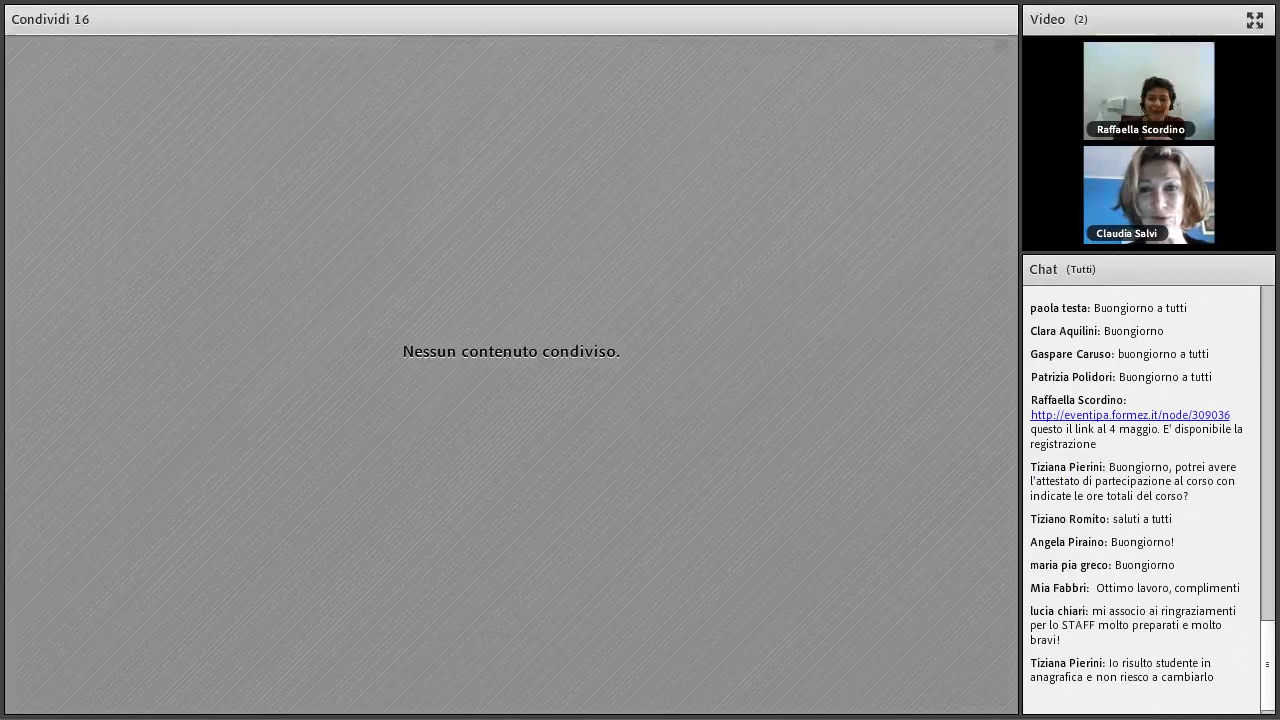 Condividi 16
Nessun contenuto condiviso.
Video (2)
Raffaella Scordino
Claudia Salvi
Chat (Tutti)
paola testa: Buongiorno a tutti
Clara Aquilini: Buongiorno
Gaspare Caruso: buongiorno a tutti
Patrizia Polidori: Buongiorno a tutti
Raffaella Scordino:
http://eventipa.formez.it/node/309036
questo il link al 4 maggio. E' disponibile la
registrazione
Tiziana Pierini: Buongiorno, potrei avere
l'attestato di partecipazione al corso con
indicate le ore totali del corso?
Tiziano Romito: saluti a tutti
Angela Piraino: Buongiorno!
maria pia greco: Buongiorno
Mia Fabbri: Ottimo lavoro, complimenti
lucia chiari: mi associo ai ringraziamenti
per lo STAFF molto preparati e molto
bravi!
Tiziana Pierini: Io risulto studente in
anagrafica e non riesco a cambiarlo